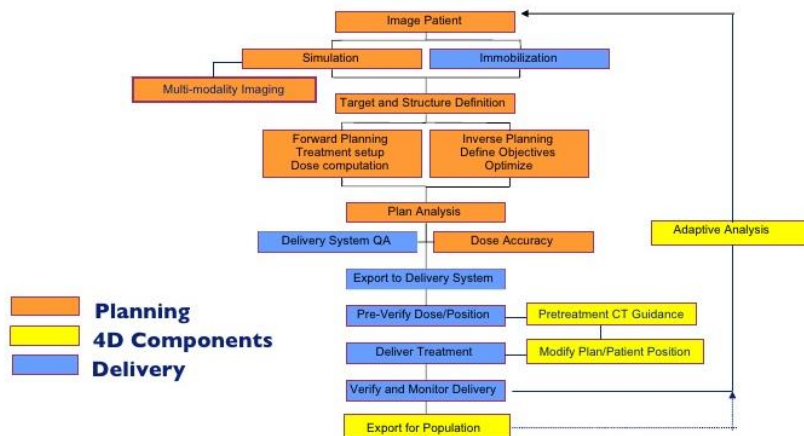 Image Patient
Simulation
Immobilization
Multi-modality Imaging
Target and Structure Definition
Forward Planning
Treatment setup
Dose computation
Inverse Planning
Define Objectives
Optimize
Plan Analysis
Adaptive Analysis
Delivery System QA
Dose Accuracy
Export to Delivery System
Planning
Pre-Verify Dose/Position
Pretreatment CT Guidance
4D Components
Deliver Treatment
Modify Plan/Patient Position
Delivery
Verify and Monitor Delivery
Export for Population